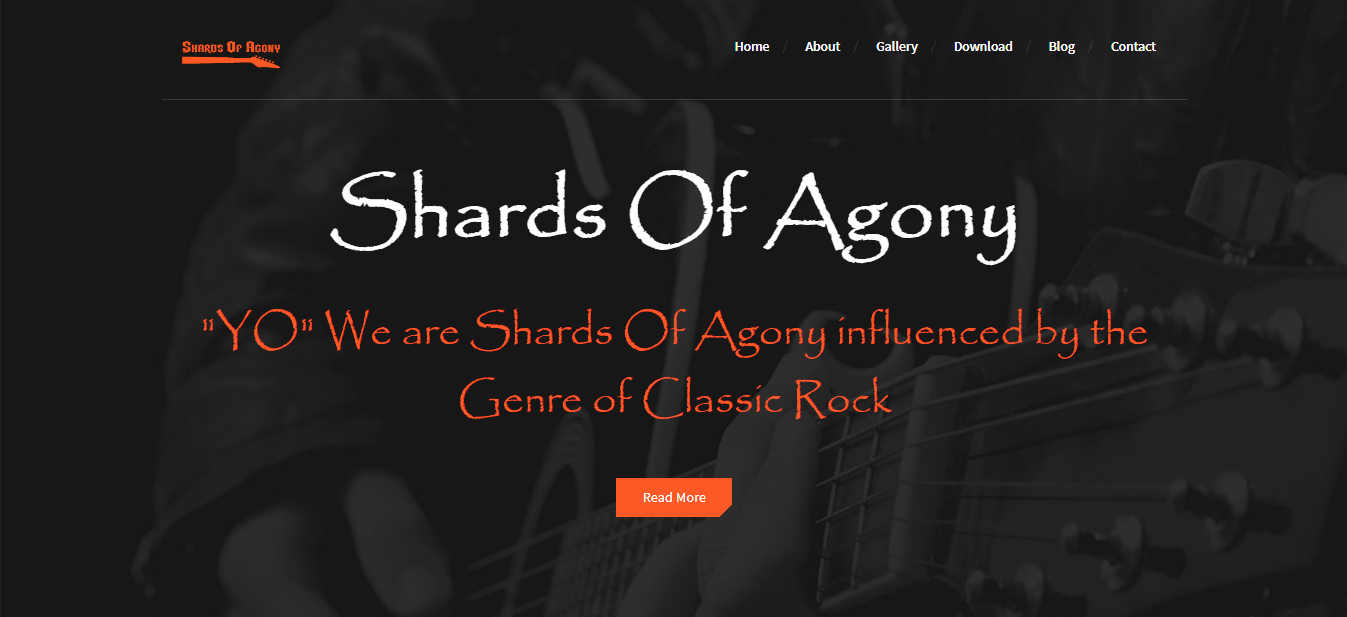 Shards Of Agony
Home / About / Gallery / Download / Blog / Contact
Shards Of Agony
"YO" We are Shards Of Agony influenced by the
Genre of Classic Rock
Read More